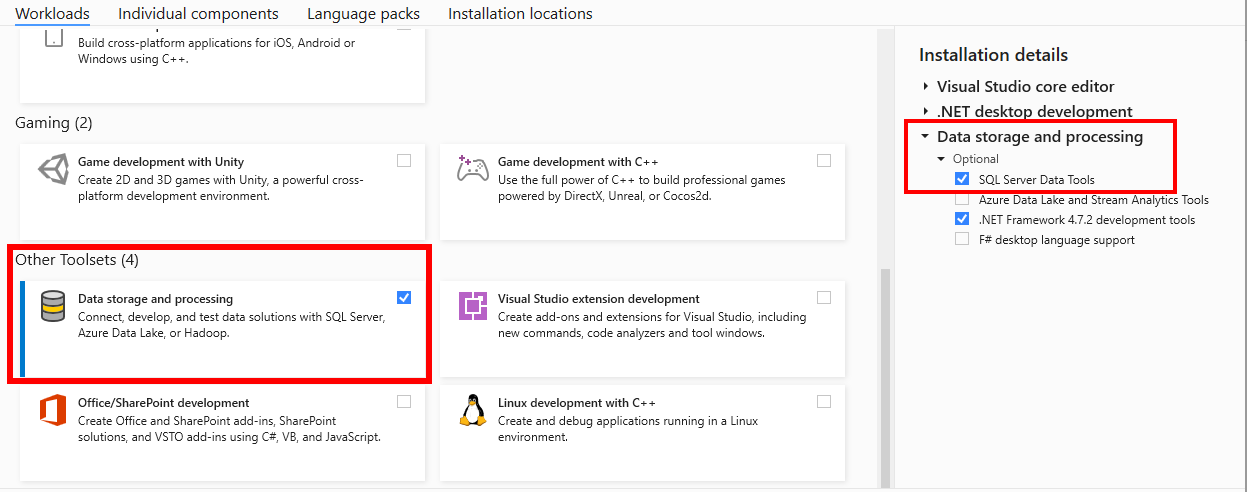 Workloads
Individual components
Language packs
Installation locations
Build cross-platform applications for iOS, Android or
Windows using C++.
Gaming (2)
Game development with Unity
Create 2D and 3D games with Unity, a powerful cross-
platform development environment.
Game development with C++
Use the full power of C++ to build professional games
powered by DirectX, Unreal, or Cocos2d.
Other Toolsets (4)
Data storage and processing
Connect, develop, and test data solutions with SQL Server,
Azure Data Lake, or Hadoop.
Visual Studio extension development
Create add-ons and extensions for Visual Studio, including
new commands, code analyzers and tool windows.
Office/SharePoint development
Create Office and SharePoint add-ins, SharePoint
solutions, and VSTO add-ins using C#, VB, and JavaScript.
Linux development with C++
Create and debug applications running in a Linux
environment.
Installation details
Visual Studio core editor
.NET desktop development
Data storage and processing
Optional
SQL Server Data Tools
Azure Data Lake and Stream Analytics Tools
.NET Framework 4.7.2 development tools
F# desktop language support